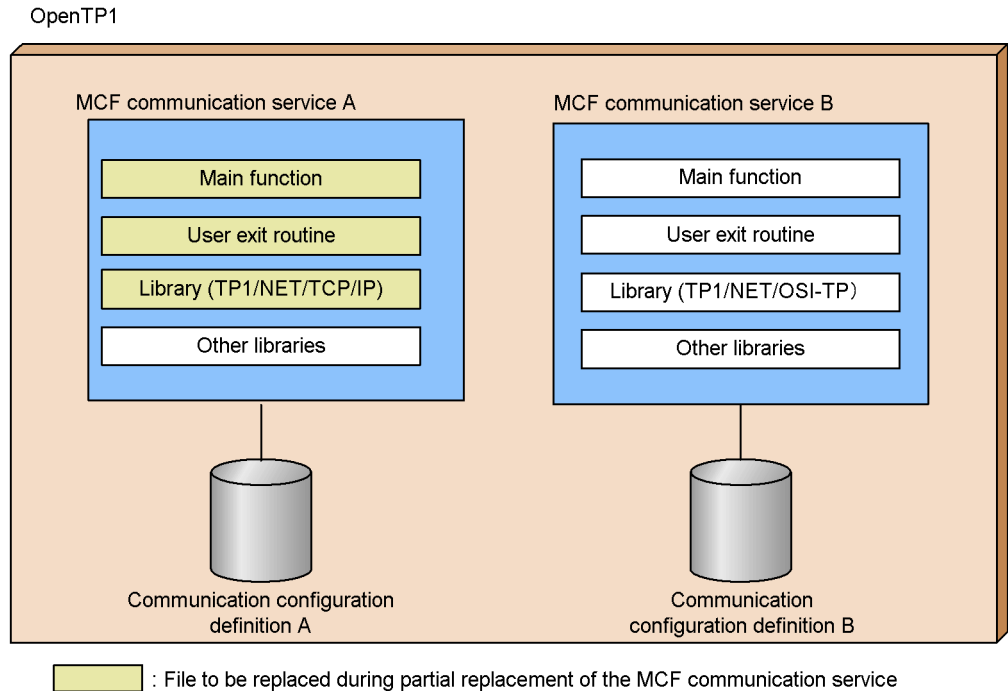 OpenTP1
MCF communication service A
Main function
User exit routine
Library (TP1/NET/TCP/IP)
Other libraries
Communication configuration
definition A
MCF communication service B
Main function
User exit routine
Library (TP1/NET/OSI-TP）
Other libraries
Communication
configuration definition B
: File to be replaced during partial replacement of the MCF communication service